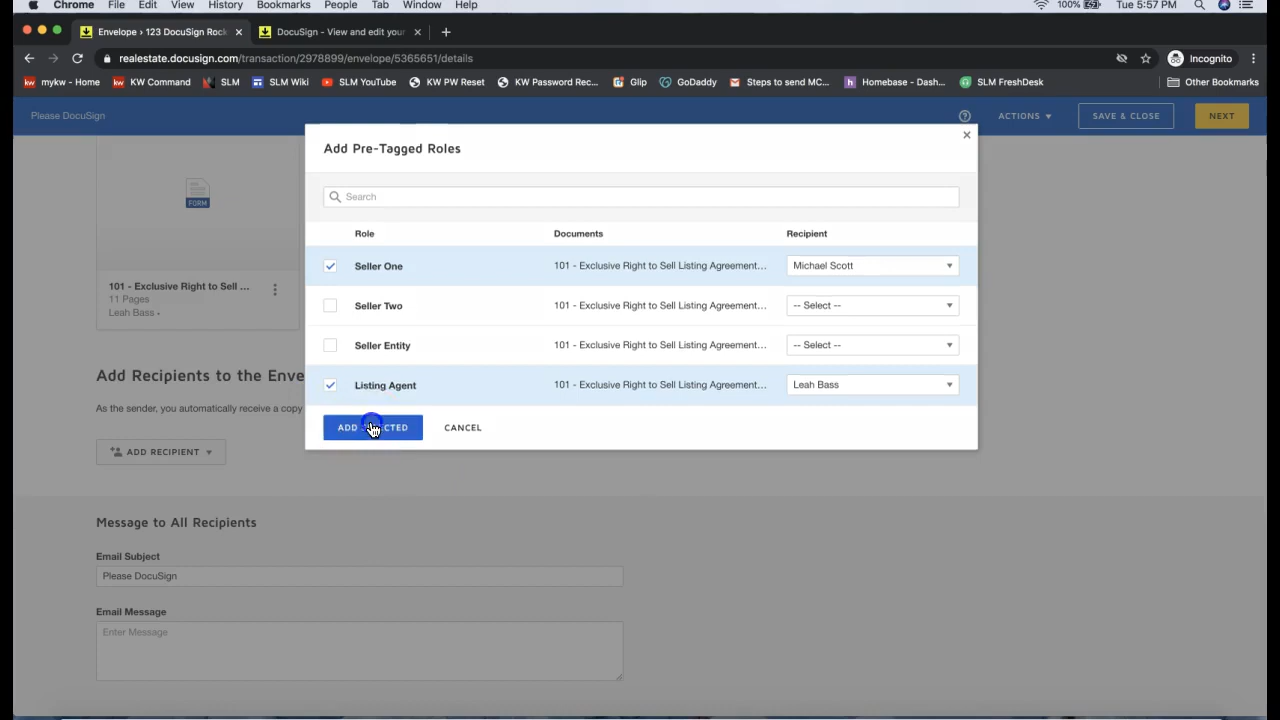 Chrome File Edit View History Bookmarks People Tab Window Help 100% Tue 5:57 PM
Envelope > 123 DocuSign Rock × DocuSign - View and edit your × +
realestate.docusign.com/transaction/2978899/envelope/5365651/details Incognito
mykw - Home KW Command SLM SLM Wiki SLM YouTube KW PW Reset KW Password Rec... Glip GoDaddy Steps to send MC... Homebase - Dash... SLM FreshDesk Other Bookmarks
Please DocuSign ? ACTIONS ▼ SAVE & CLOSE NEXT
Add Pre-Tagged Roles ×
Search
Role Documents Recipient
Seller One 101 - Exclusive Right to Sell Listing Agreement... Michael Scott
Seller Two 101 - Exclusive Right to Sell Listing Agreement... -- Select --
Seller Entity 101 - Exclusive Right to Sell Listing Agreement... -- Select --
Listing Agent 101 - Exclusive Right to Sell Listing Agreement... Leah Bass
ADD CANCEL
FORM
101 - Exclusive Right to Sell ...
11 Pages
Leah Bass •
Add Recipients to the Enve
As the sender, you automatically receive a copy
ADD RECIPIENT ▼
Message to All Recipients
Email Subject
Please DocuSign
Email Message
Enter Message